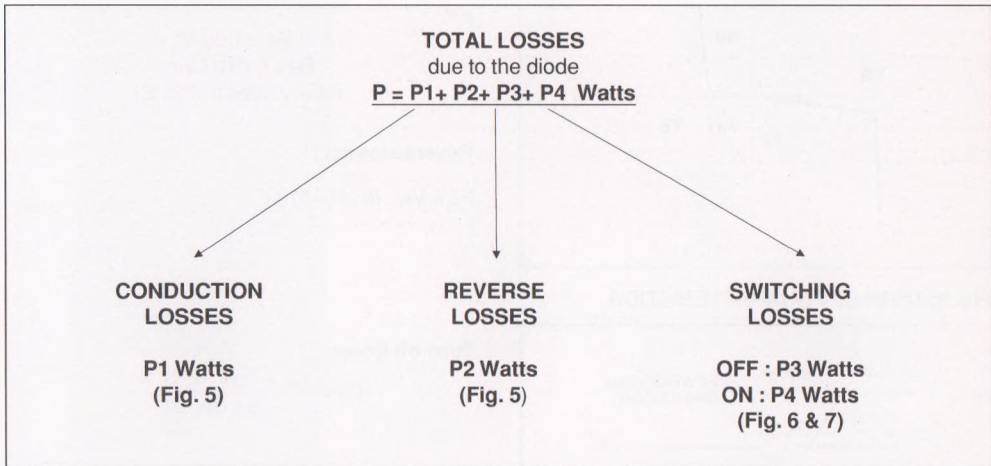 TOTAL LOSSES
due to the diode
P = P1+ P2+ P3+ P4 Watts
CONDUCTION
LOSSES
P1 Watts
(Fig. 5)
REVERSE
LOSSES
P2 Watts
(Fig. 5)
SWITCHING
LOSSES
OFF : P3 Watts
ON : P4 Watts
(Fig. 6 & 7)